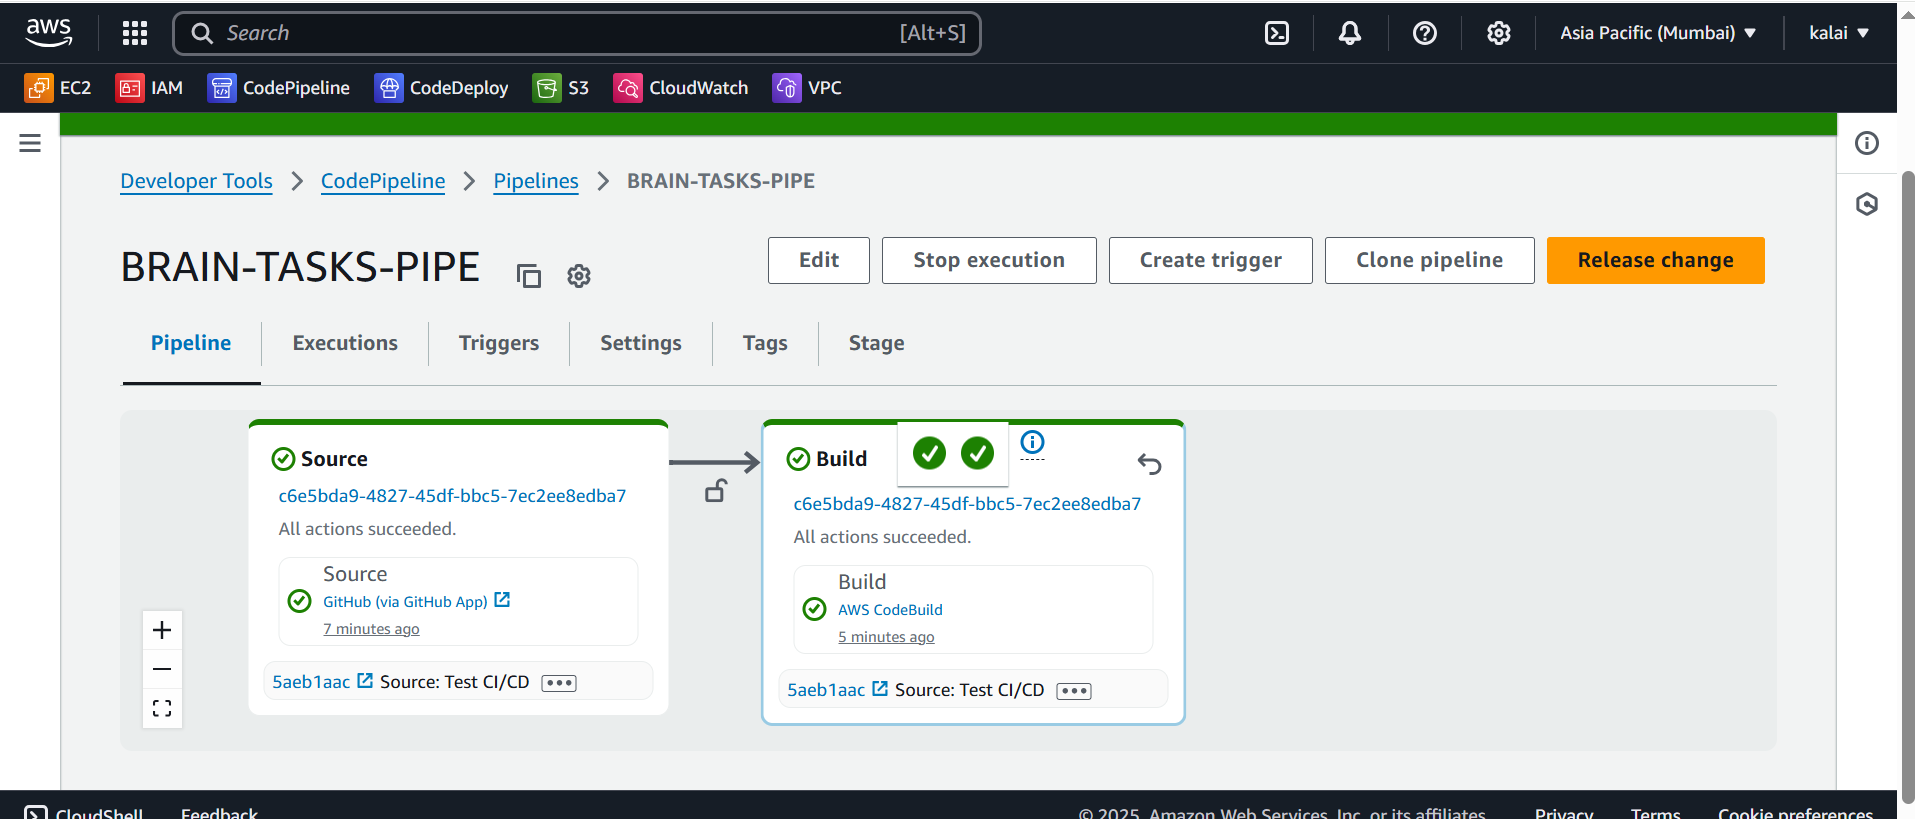 aws
Search [Alt+S] Asia Pacific (Mumbai) kalai
EC2 IAM CodePipeline CodeDeploy S3 CloudWatch VPC
Developer Tools CodePipeline Pipelines BRAIN-TASKS-PIPE
BRAIN-TASKS-PIPE Edit Stop execution Create trigger Clone pipeline Release change
Pipeline Executions Triggers Settings Tags Stage
Source
c6e5bda9-4827-45df-bbc5-7ec2ee8edba7
All actions succeeded.
Source
GitHub (via GitHub App)
7 minutes ago
5aeb1aac Source: Test CI/CD
Build
c6e5bda9-4827-45df-bbc5-7ec2ee8edba7
All actions succeeded.
Build
AWS CodeBuild
5 minutes ago
5aeb1aac Source: Test CI/CD
CloudShell Feedback © 2025, Amazon Web Services, Inc. or its affiliates. Privacy Terms Cookie preferences